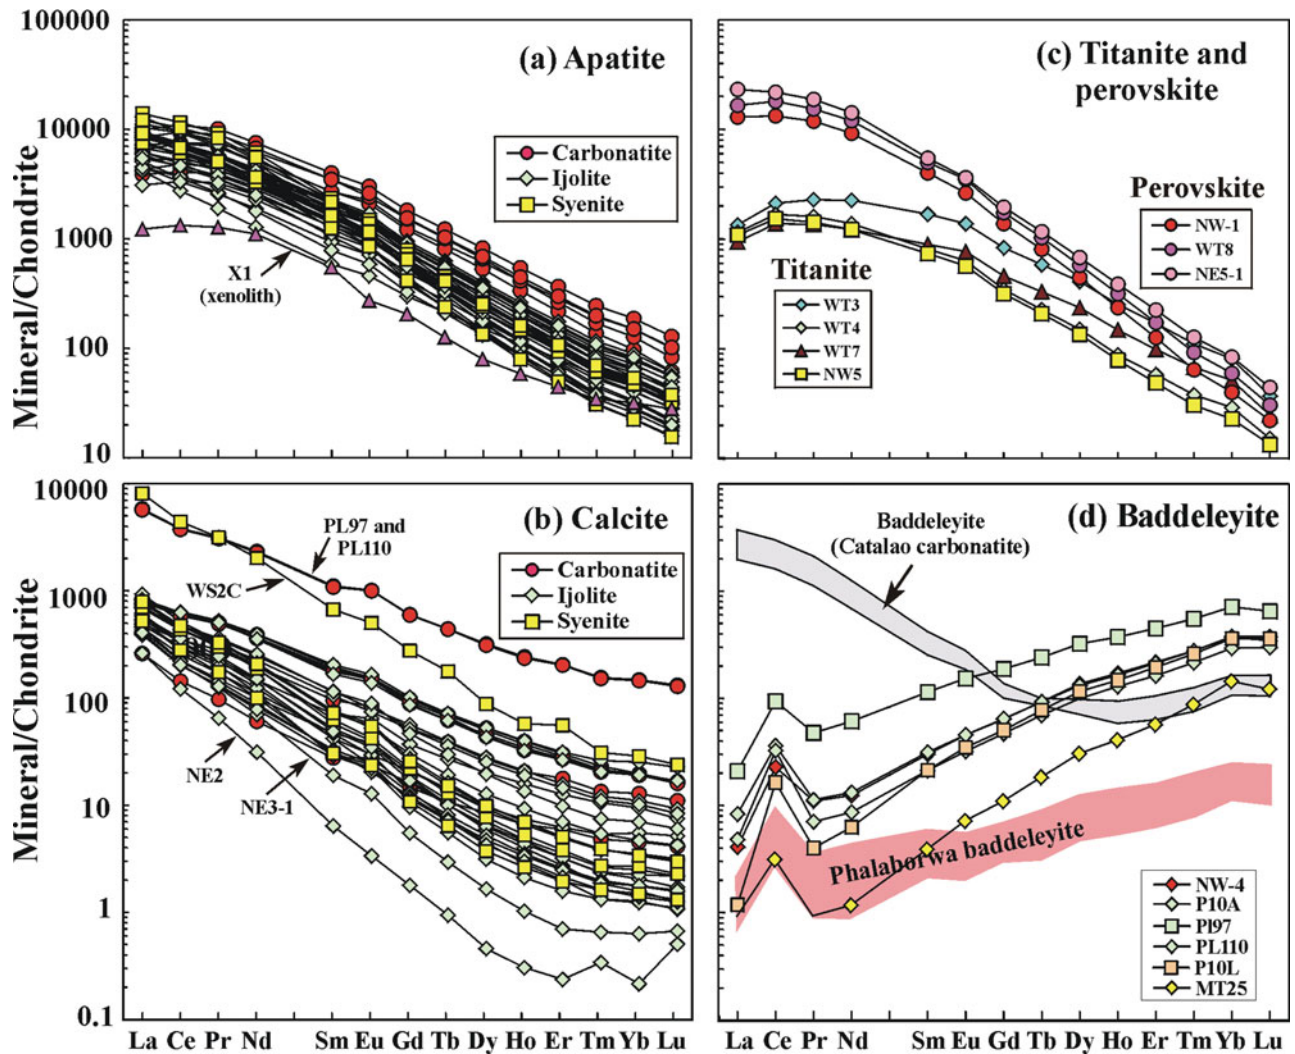 Mineral/Chondrite
100000
10000
1000
100
10
(a) Apatite
Carbonatite
Ijolite
Syenite
X1
(xenolith)
(c) Titanite and
perovskite
Perovskite
NW-1
WT8
NE5-1
Titanite
WT3
WT4
WT7
NW5
Mineral/Chondrite
10000
1000
100
10
1
0.1
(b) Calcite
PL97 and
PL110
WS2C
Carbonatite
Ijolite
Syenite
NE2
NE3-1
La Ce Pr Nd Sm Eu Gd Tb Dy Ho Er Tm Yb Lu
(d) Baddeleyite
Baddeleyite
(Catalao carbonatite)
Phalaborwa baddeleyite
NW-4
P10A
Pl97
PL110
P10L
MT25
La Ce Pr Nd Sm Eu Gd Tb Dy Ho Er Tm Yb Lu